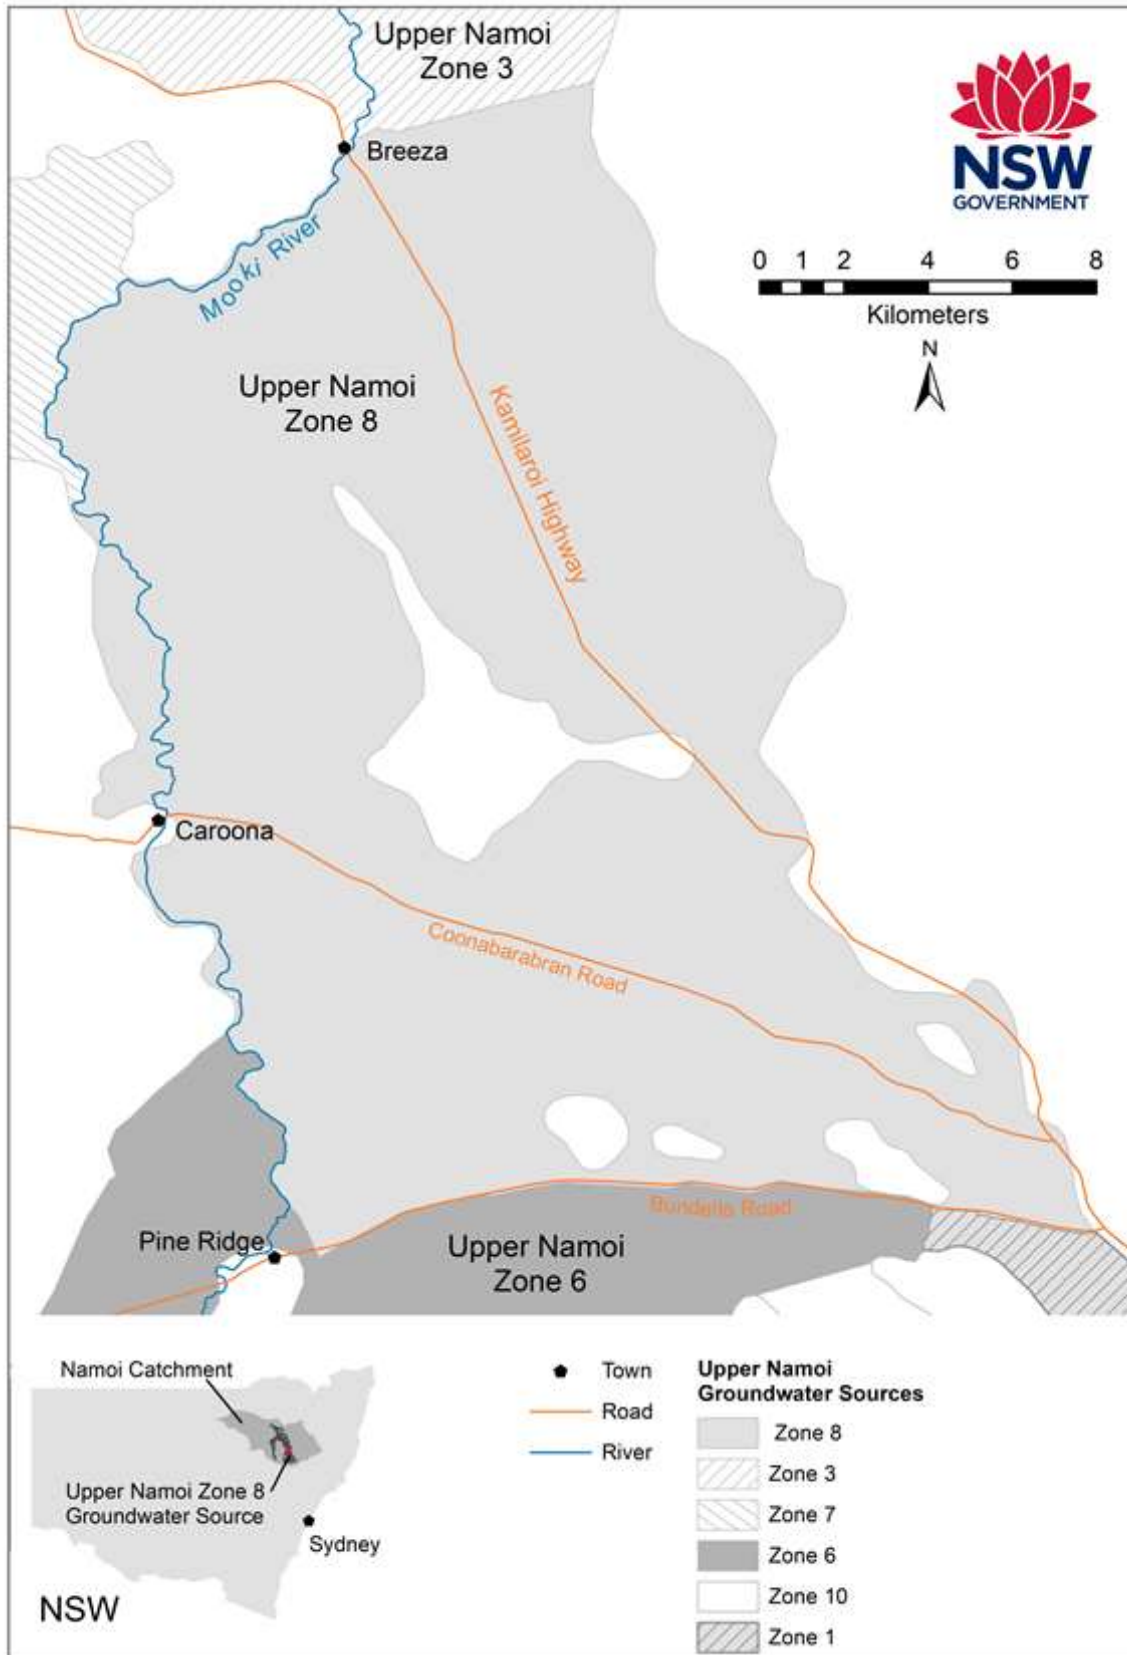 Upper Namoi
Zone 3
Breeza
NSW
GOVERNMENT
0 1 2 4 6 8
Kilometers
N
Mooki River
Upper Namoi
Zone 8
Kamilaroi Highway
Caroona
Coonabarabran Road
Bundella Road
Pine Ridge
Upper Namoi
Zone 6
Namoi Catchment
Upper Namoi Zone 8
Groundwater Source
Sydney
NSW
Town
Road
River
Upper Namoi
Groundwater Sources
Zone 8
Zone 3
Zone 7
Zone 6
Zone 10
Zone 1